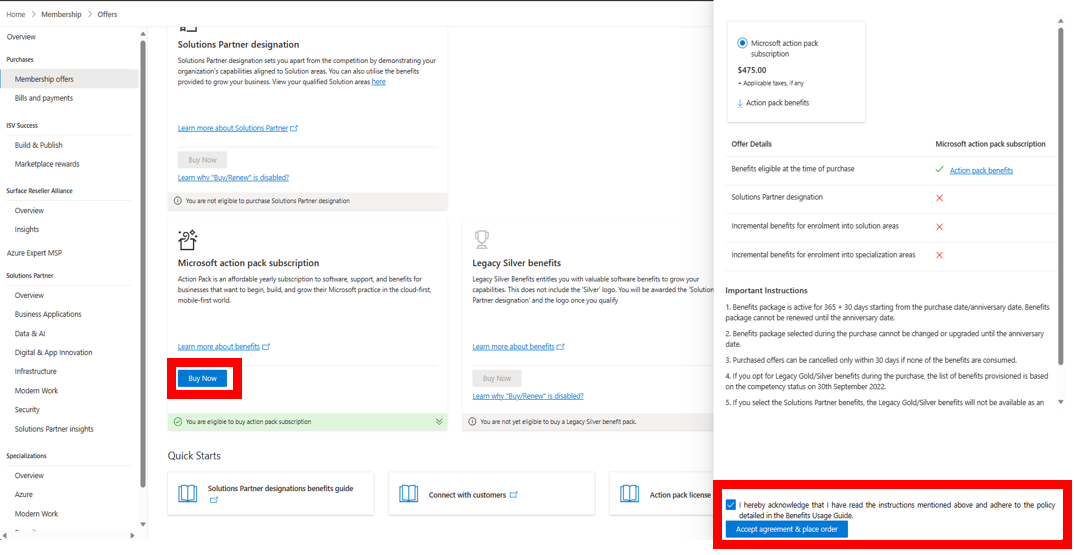 Home > Membership > Offers
Overview
Purchases
Membership offers
Bills and payments
ISV Success
Build & Publish
Marketplace rewards
Surface Reseller Alliance
Overview
Insights
Azure Expert MSP
Solutions Partner
Overview
Business Applications
Data & AI
Digital & App Innovation
Infrastructure
Modern Work
Security
Solutions Partner insights
Specializations
Overview
Azure
Modern Work
Solutions Partner designation
Solutions Partner designation sets you apart from the competition by demonstrating your
organization's capabilities aligned to Solution areas. You can also utilise the benefits
provided to grow your business. View your qualified Solution areas here
Learn more about Solutions Partner
Buy Now
Learn why "Buy/Renew" is disabled?
You are not eligible to purchase Solutions Partner designation
Microsoft action pack subscription
Action Pack is an affordable yearly subscription to software, support, and benefits for
businesses that want to begin, build, and grow their Microsoft practice in the cloud-first,
mobile-first world.
Learn more about benefits
Buy Now
You are eligible to buy action pack subscription
Legacy Silver benefits
Legacy Silver Benefits entitles you with valuable software benefits to grow your
capabilities. This does not include the 'Silver' logo. You will be awarded the 'Solution
Partner designation' and the logo once you qualify
Learn more about benefits
Buy Now
Learn why "Buy/Renew" is disabled?
You are not yet eligible to buy a Legacy Silver benefit pack.
Quick Starts
Solutions Partner designations benefits guide
Connect with customers
Action pack license
Microsoft action pack
subscription
$475.00
+ Applicable taxes, if any
Action pack benefits
Offer Details Microsoft action pack subscription
Benefits eligible at the time of purchase Action pack benefits
Solutions Partner designation
Incremental benefits for enrolment into solution areas
Incremental benefits for enrolment into specialization areas
Important Instructions
1. Benefits package is active for 365 + 30 days starting from the purchase date/anniversary date. Benefits
package cannot be renewed until the anniversary date.
2. Benefits package selected during the purchase cannot be changed or upgraded until the anniversary
date.
3. Purchased offers can be cancelled only within 30 days if none of the benefits are consumed.
4. If you opt for Legacy Gold/Silver benefits during the purchase, the list of benefits provisioned is based
on the competency status on 30th September 2022.
5. If you select the Solutions Partner benefits, the Legacy Gold/Silver benefits will not be available as an
I hereby acknowledge that I have read the instructions mentioned above and adhere to the policy
detailed in the Benefits Usage Guide.
Accept agreement & place order